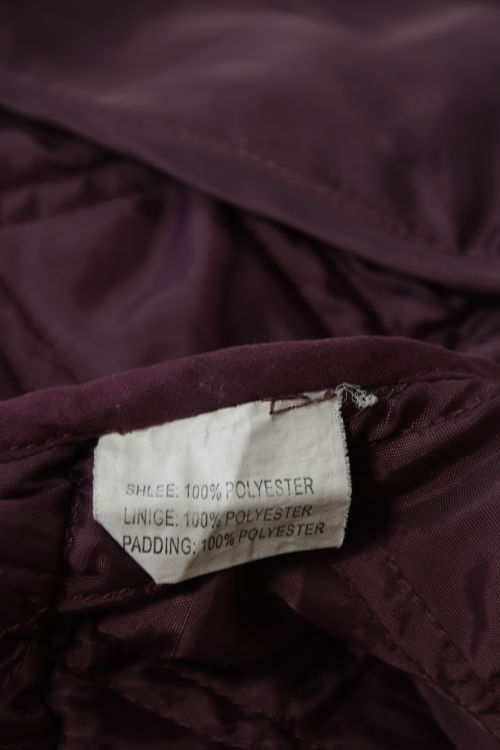 SHLEE: 100% POLYESTER
LINIGE: 100% POLYESTER
PADDING: 100% POLYESTER